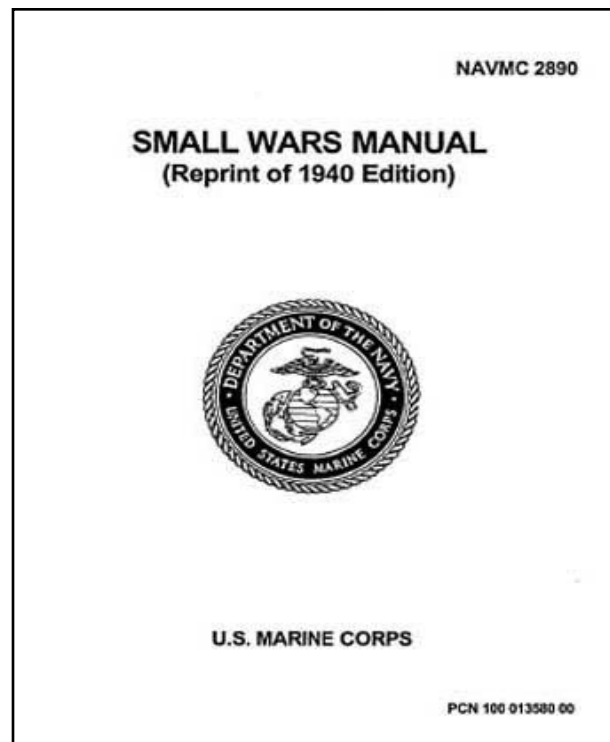 NAVMC 2890
SMALL WARS MANUAL
(Reprint of 1940 Edition)
DEPARTMENT OF THE NAVY
UNITED STATES MARINE CORPS
U.S. MARINE CORPS
PCN 100 013580 00